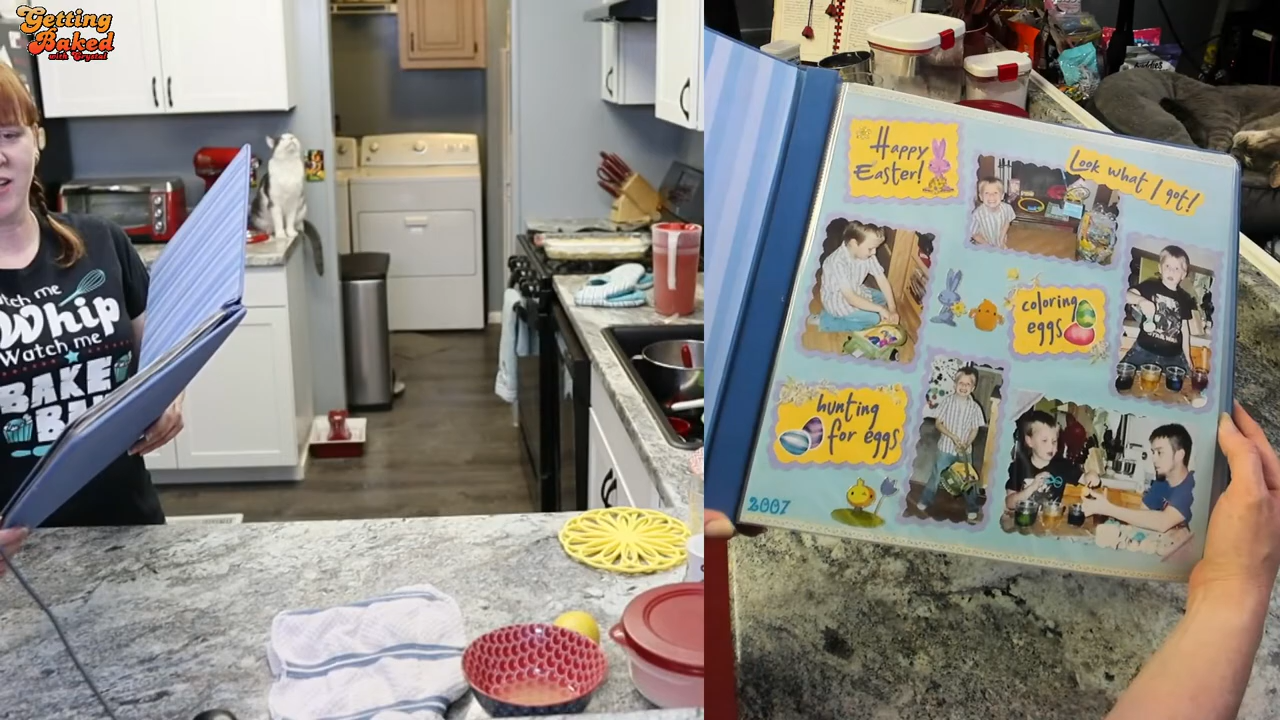 Getting
Baked
with Crystal
Watch me
Whip
Watch me
BAKE
Happy
Easter!
Look what I got!
coloring
eggs
hunting
for eggs
2007